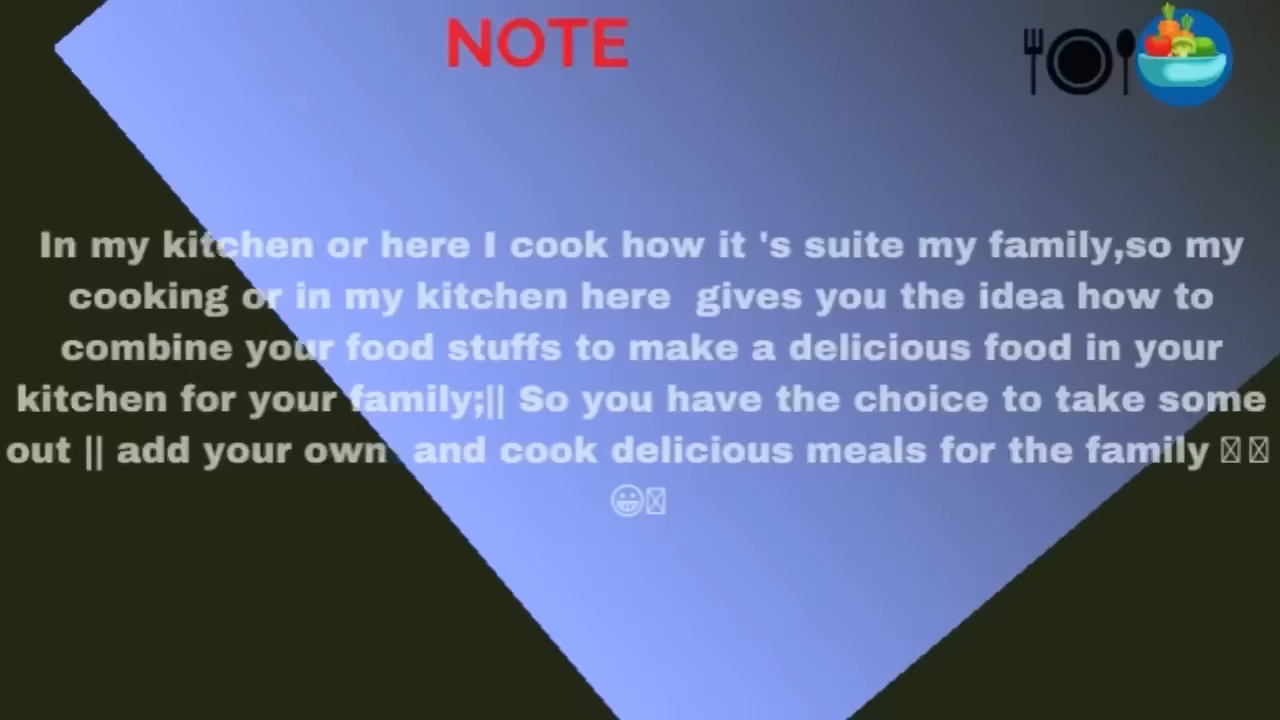 NOTE
In my kitchen or here I cook how it 's suite my family,so my
cooking or in my kitchen here gives you the idea how to
combine your food stuffs to make a delicious food in your
kitchen for your family;|| So you have the choice to take some
out || add your own and cook delicious meals for the family
😀